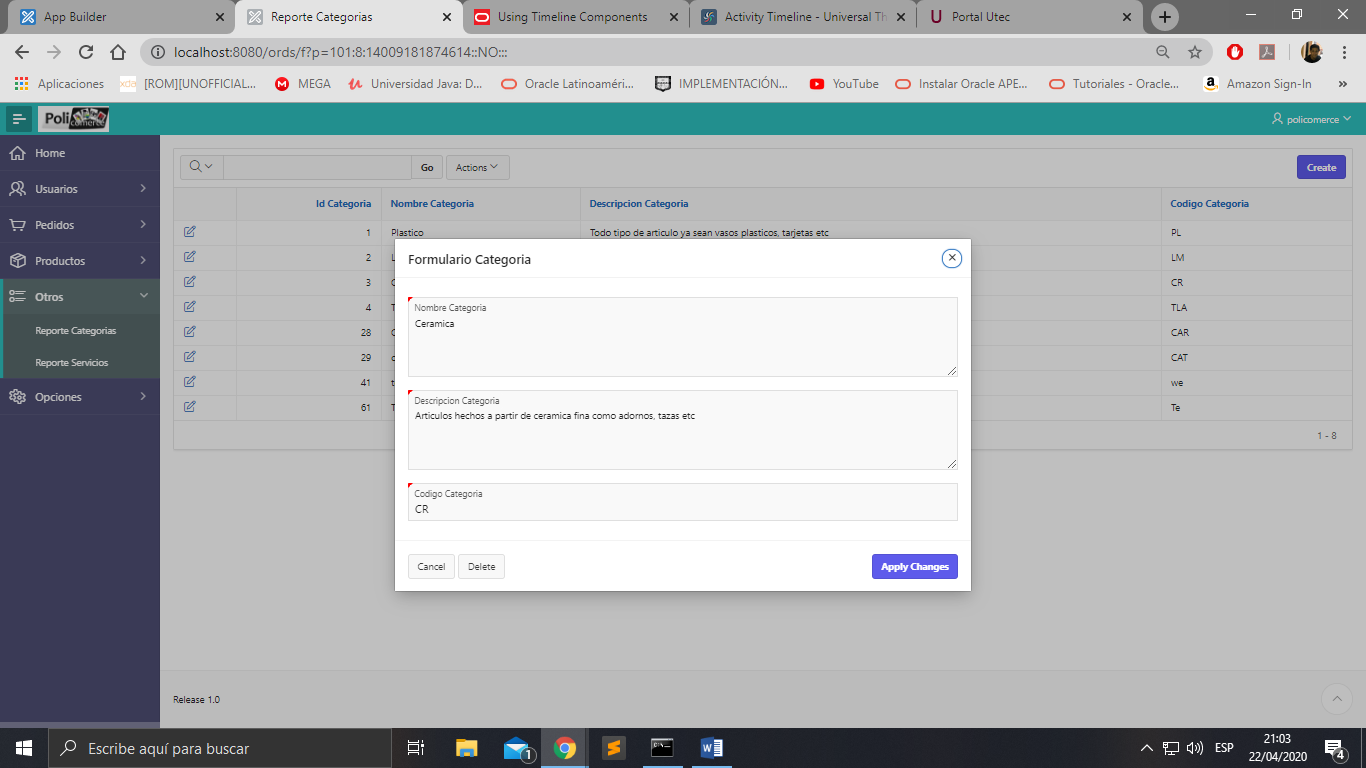 App Builder
Reporte Categorias
Using Timeline Components
Activity Timeline - Universal Th
Portal Utec
localhost:8080/ords/f?p=101:8:14009181874614::NO:::
Aplicaciones
[ROM][UNOFFICIAL...
MEGA
Universidad Java: D...
Oracle Latinoaméri...
IMPLEMENTACIÓN...
YouTube
Instalar Oracle APE...
Tutoriales - Oracle...
Amazon Sign-In
»
Poli comerce
policomerce
Home
Usuarios
Pedidos
Productos
Otros
Reporte Categorias
Reporte Servicios
Opciones
Go
Actions
Create
Id Categoria Nombre Categoria Descripcion Categoria Codigo Categoria
1 Plastico Todo tipo de articulo ya sean vasos plasticos, tarjetas etc PL
2 LM
3 CR
4 TLA
28 CAR
29 CAT
41 we
61 Te
1 - 8
Formulario Categoria
Nombre Categoria
Ceramica
Descripcion Categoria
Articulos hechos a partir de ceramica fina como adornos, tazas etc
Codigo Categoria
CR
Cancel
Delete
Apply Changes
Release 1.0
Escribe aquí para buscar
1
ESP
21:03
22/04/2020
4